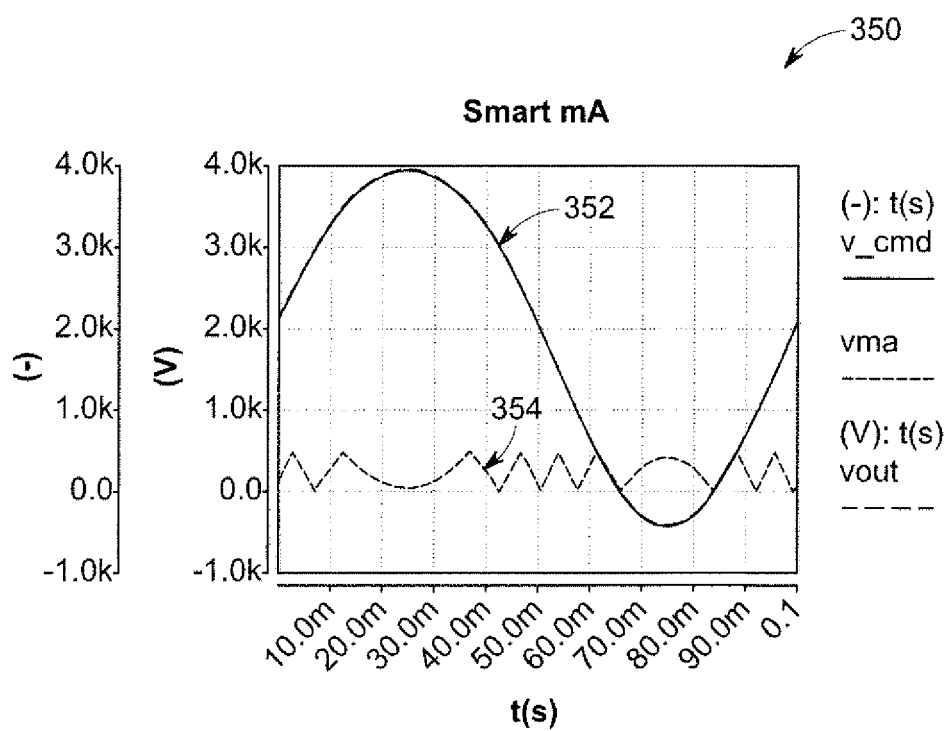 350
Smart mA
4.0k
3.0k
2.0k
1.0k
0.0
-1.0k
(-)
4.0k
3.0k
2.0k
1.0k
0.0
-1.0k
(V)
352
354
10.0m
20.0m
30.0m
40.0m
50.0m
60.0m
70.0m
80.0m
90.0m
0.1
t(s)
(-): t(s)
v_cmd
vma
(V): t(s)
vout